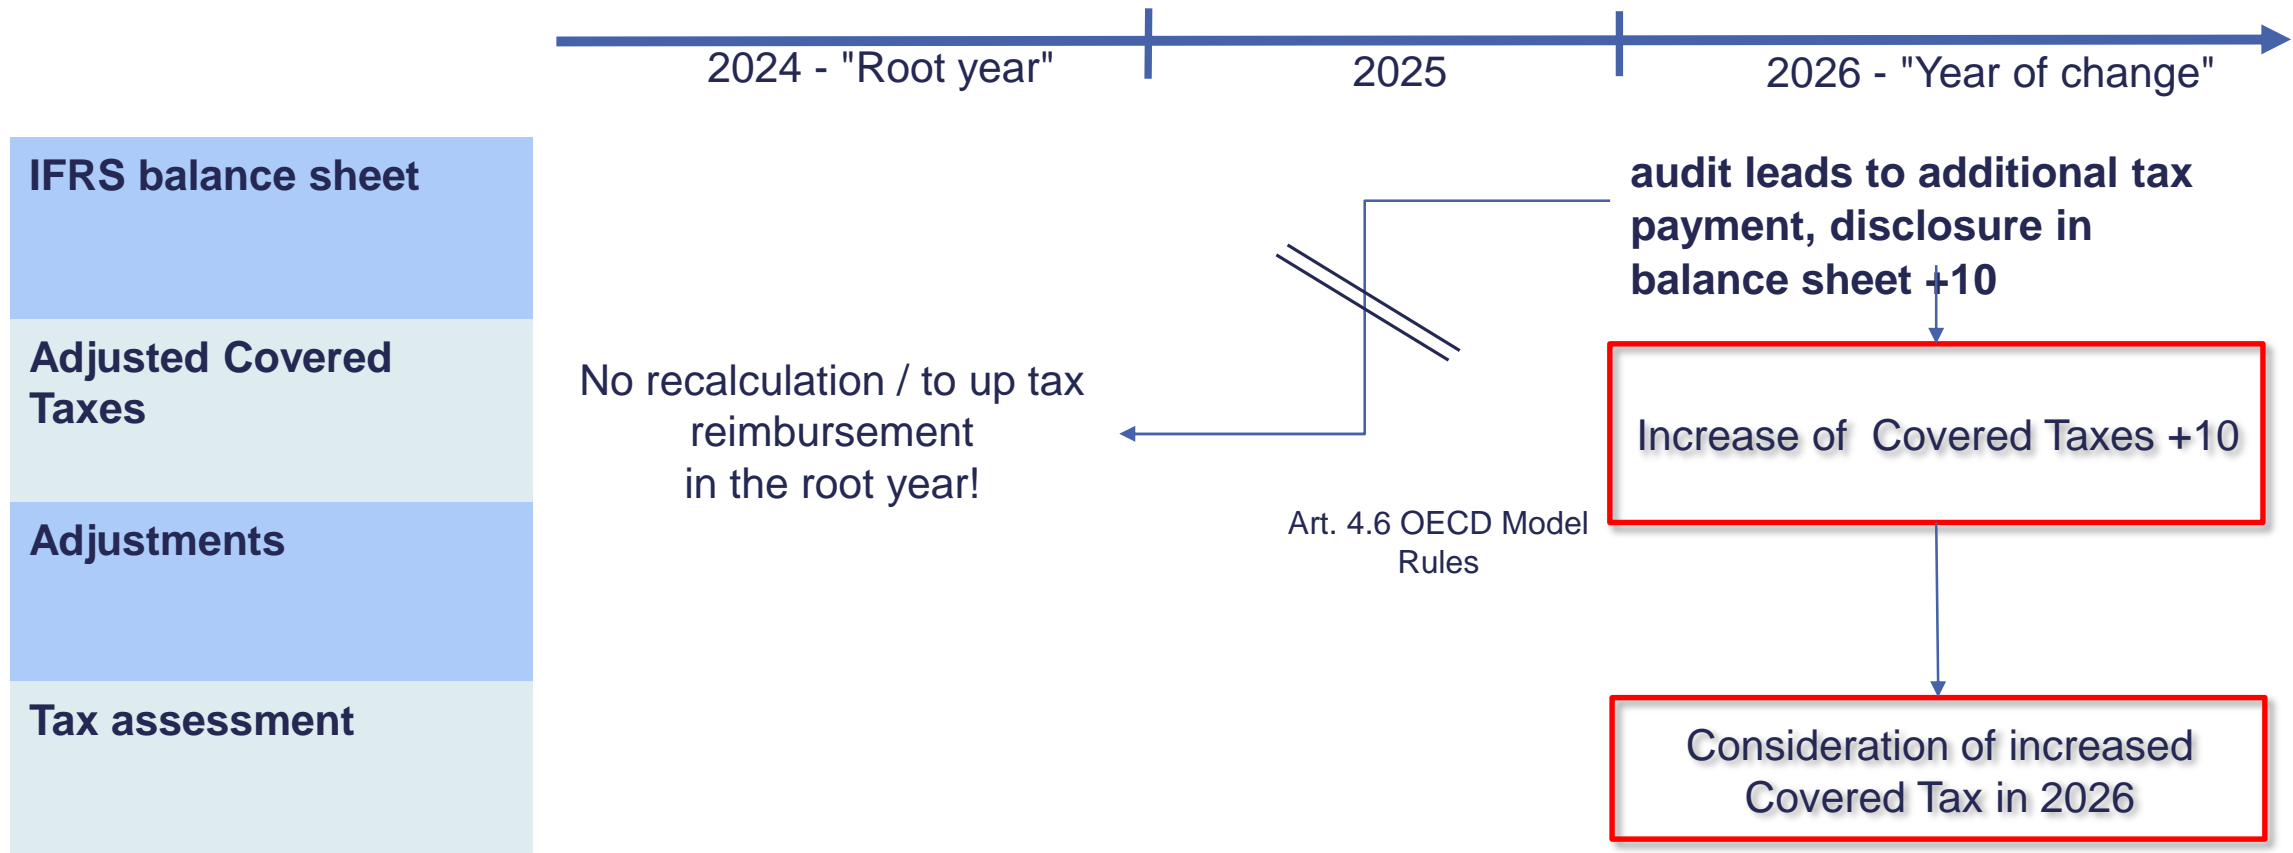 2024 - "Root year"
2025
2026 - "Year of change"
IFRS balance sheet
audit leads to additional tax
payment, disclosure in
balance sheet +10
Adjusted Covered
Taxes
No recalculation / to up tax
reimbursement
in the root year!
Increase of  Covered Taxes +10
Adjustments
Art. 4.6 OECD Model
Rules
Tax assessment
Consideration of increased
Covered Tax in 2026